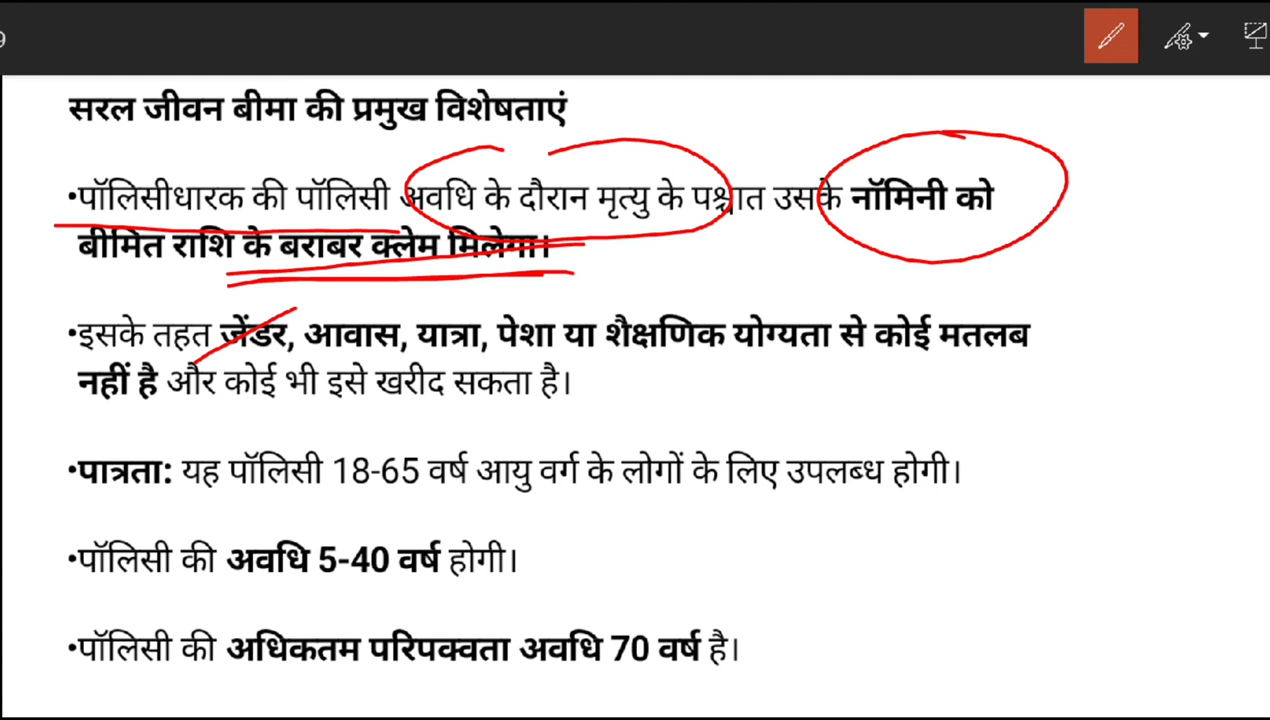 9
सरल जीवन बीमा की प्रमुख विशेषताएं
•पॉलिसीधारक की पॉलिसी अवधि के दौरान मृत्यु के पश्चात उसके नॉमिनी को
बीमित राशि के बराबर क्लेम मिलेगा।
•इसके तहत जेंडर, आवास, यात्रा, पेशा या शैक्षणिक योग्यता से कोई मतलब
नहीं है और कोई भी इसे खरीद सकता है।
•पात्रता: यह पॉलिसी 18-65 वर्ष आयु वर्ग के लोगों के लिए उपलब्ध होगी।
•पॉलिसी की अवधि 5-40 वर्ष होगी।
•पॉलिसी की अधिकतम परिपक्वता अवधि 70 वर्ष है।